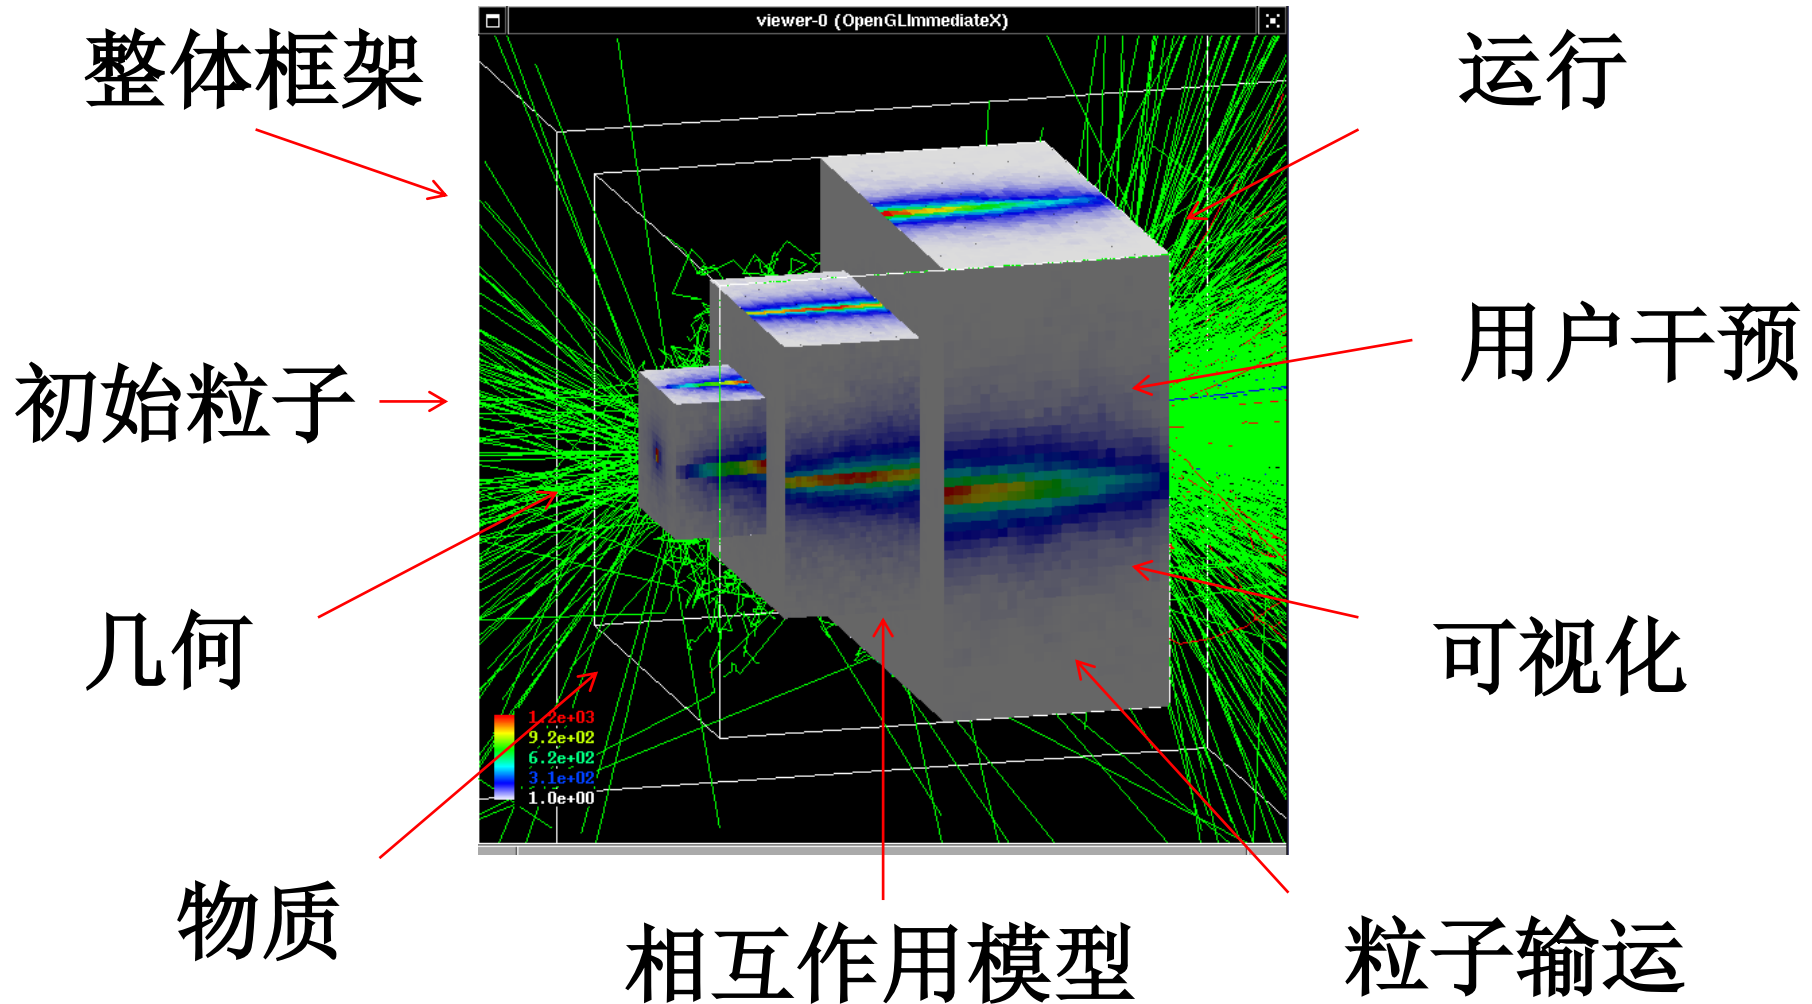 viewer-0 (OpenGLImmediateX)
整体框架
运行
用户干预
初始粒子
几何
可视化
1.2e+03
9.2e+02
6.2e+02
3.1e+02
1.0e+00
物质
相互作用模型
粒子输运